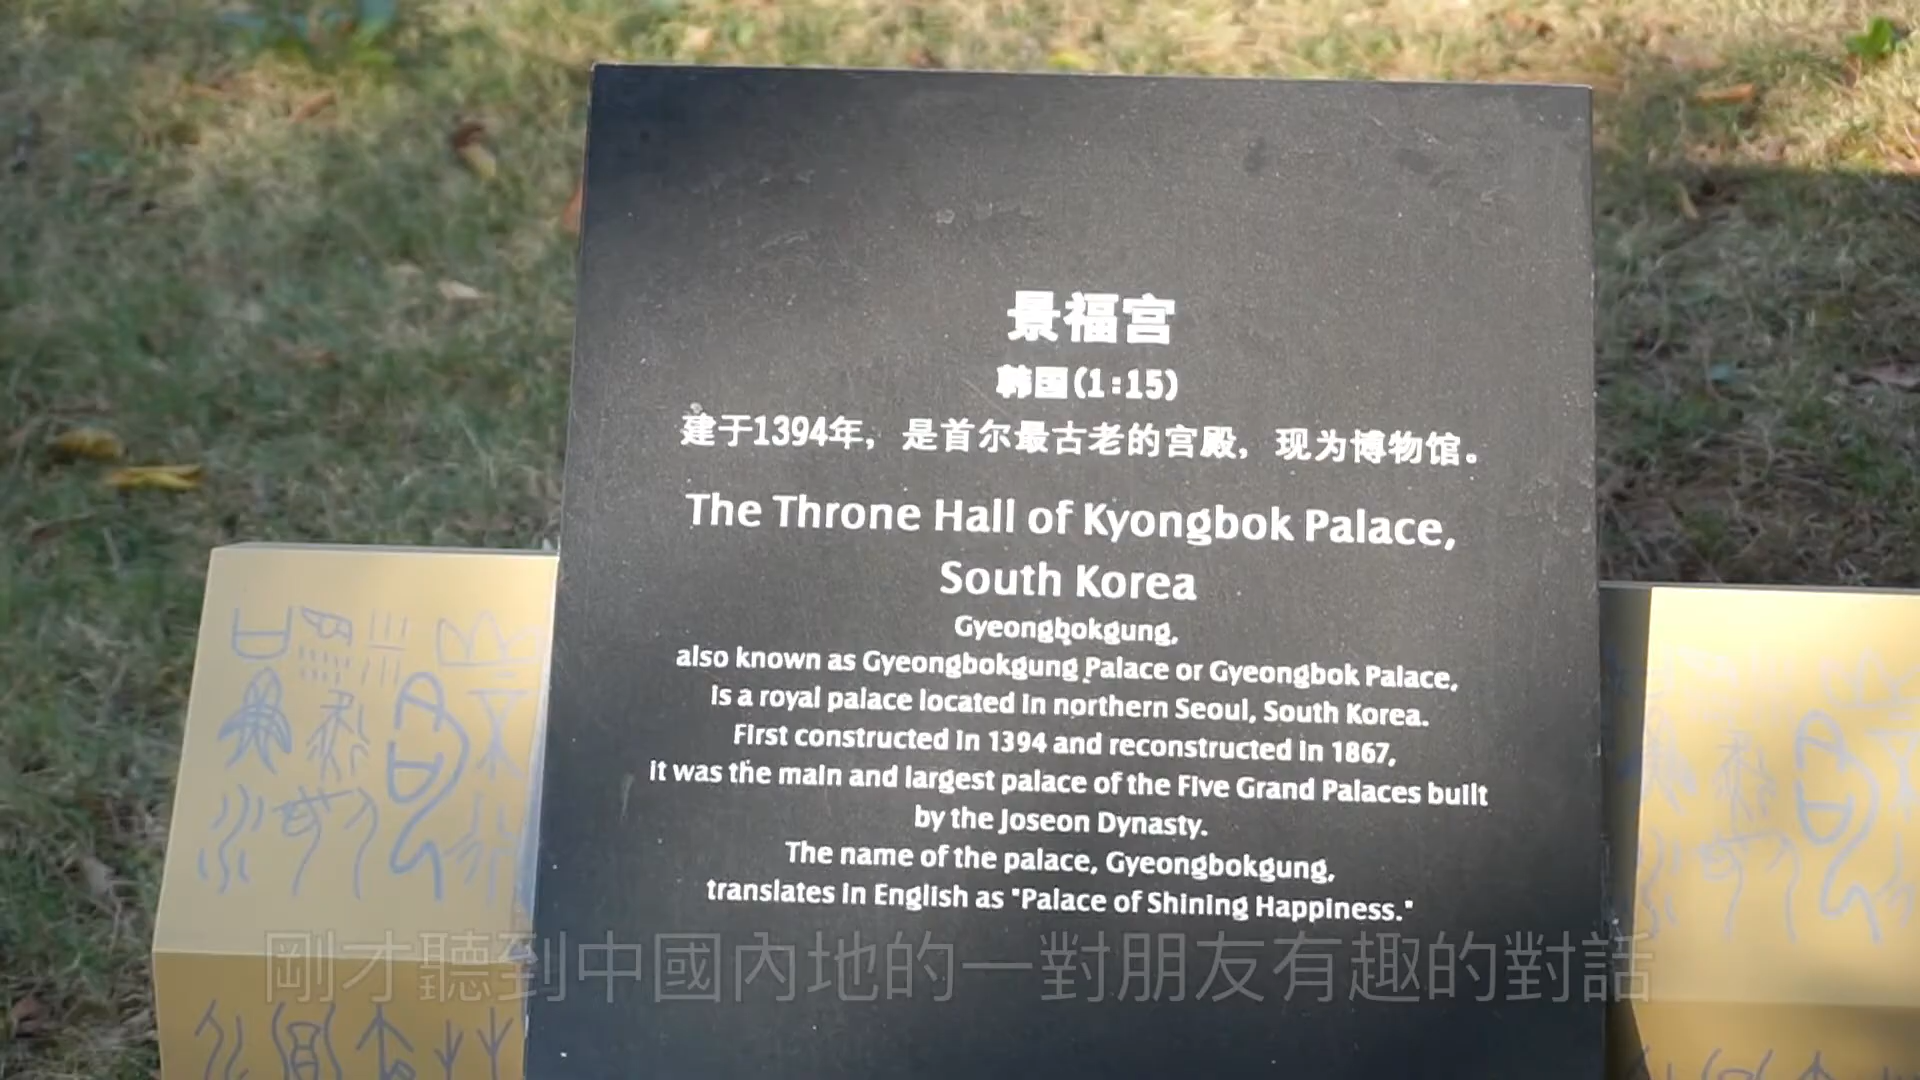 景福宫
韩国(1:15)
建于1394年，是首尔最古老的宫殿，现为博物馆。
The Throne Hall of Kyongbok Palace,
South Korea
Gyeongbokgung,
also known as Gyeongbokgung Palace or Gyeongbok Palace,
is a royal palace located in northern Seoul, South Korea.
First constructed in 1394 and reconstructed in 1867,
it was the main and largest palace of the Five Grand Palaces built
by the Joseon Dynasty.
The name of the palace, Gyeongbokgung,
translates in English as "Palace of Shining Happiness."
剛才聽到中國內地的一對朋友有趣的對話